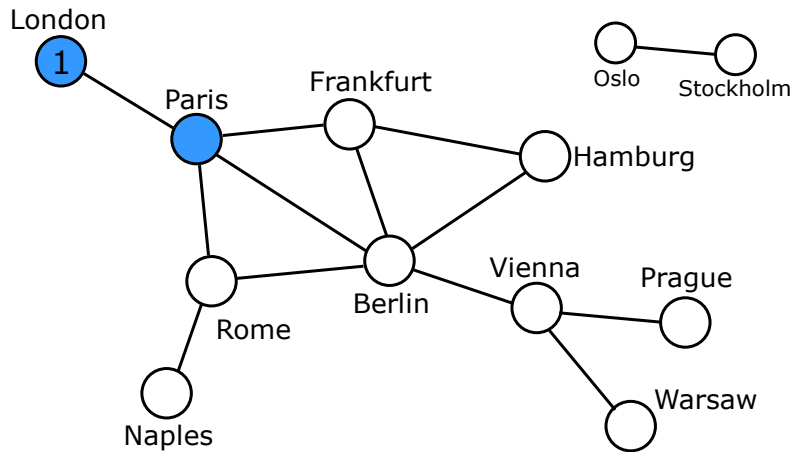 London
1
Paris
Frankfurt
Oslo
Stockholm
Hamburg
Rome
Berlin
Vienna
Prague
Naples
Warsaw